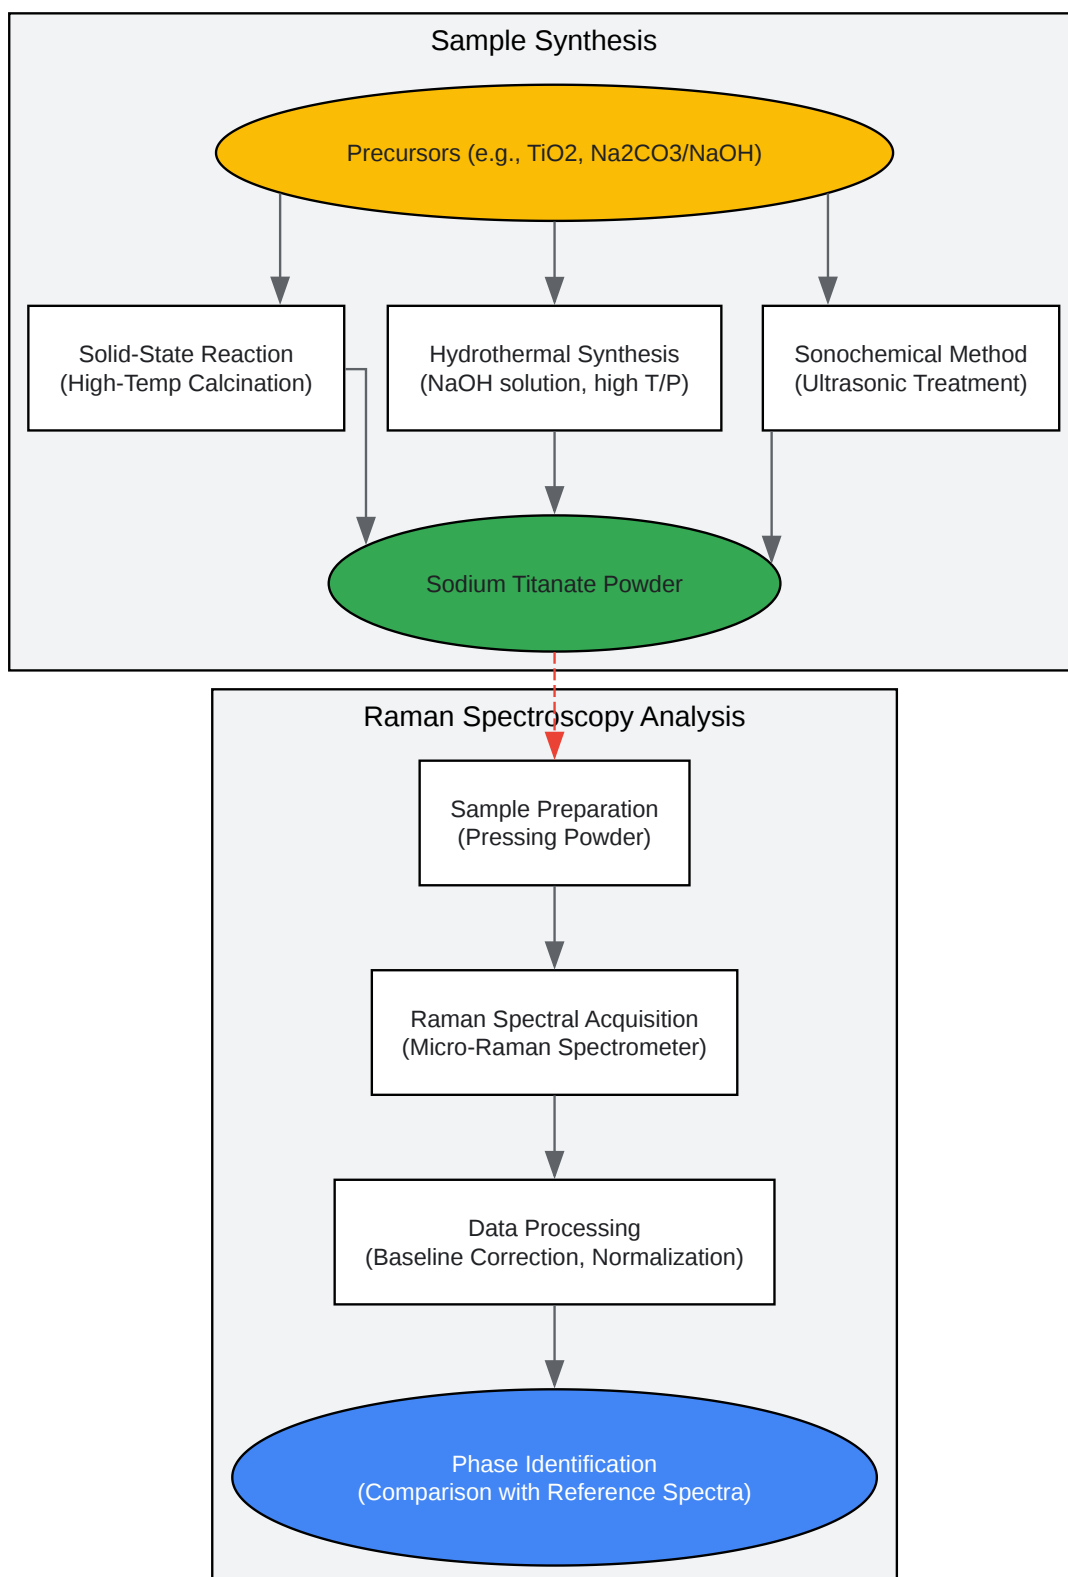 Sample Synthesis
Precursors (e.g., TiO2, Na2CO3/NaOH)
Solid-State Reaction
(High-Temp Calcination)
Hydrothermal Synthesis
(NaOH solution, high T/P)
Sonochemical Method
(Ultrasonic Treatment)
Sodium Titanate Powder
Raman Spectroscopy Analysis
Sample Preparation
(Pressing Powder)
Raman Spectral Acquisition
(Micro-Raman Spectrometer)
Data Processing
(Baseline Correction, Normalization)
Phase Identification
(Comparison with Reference Spectra)